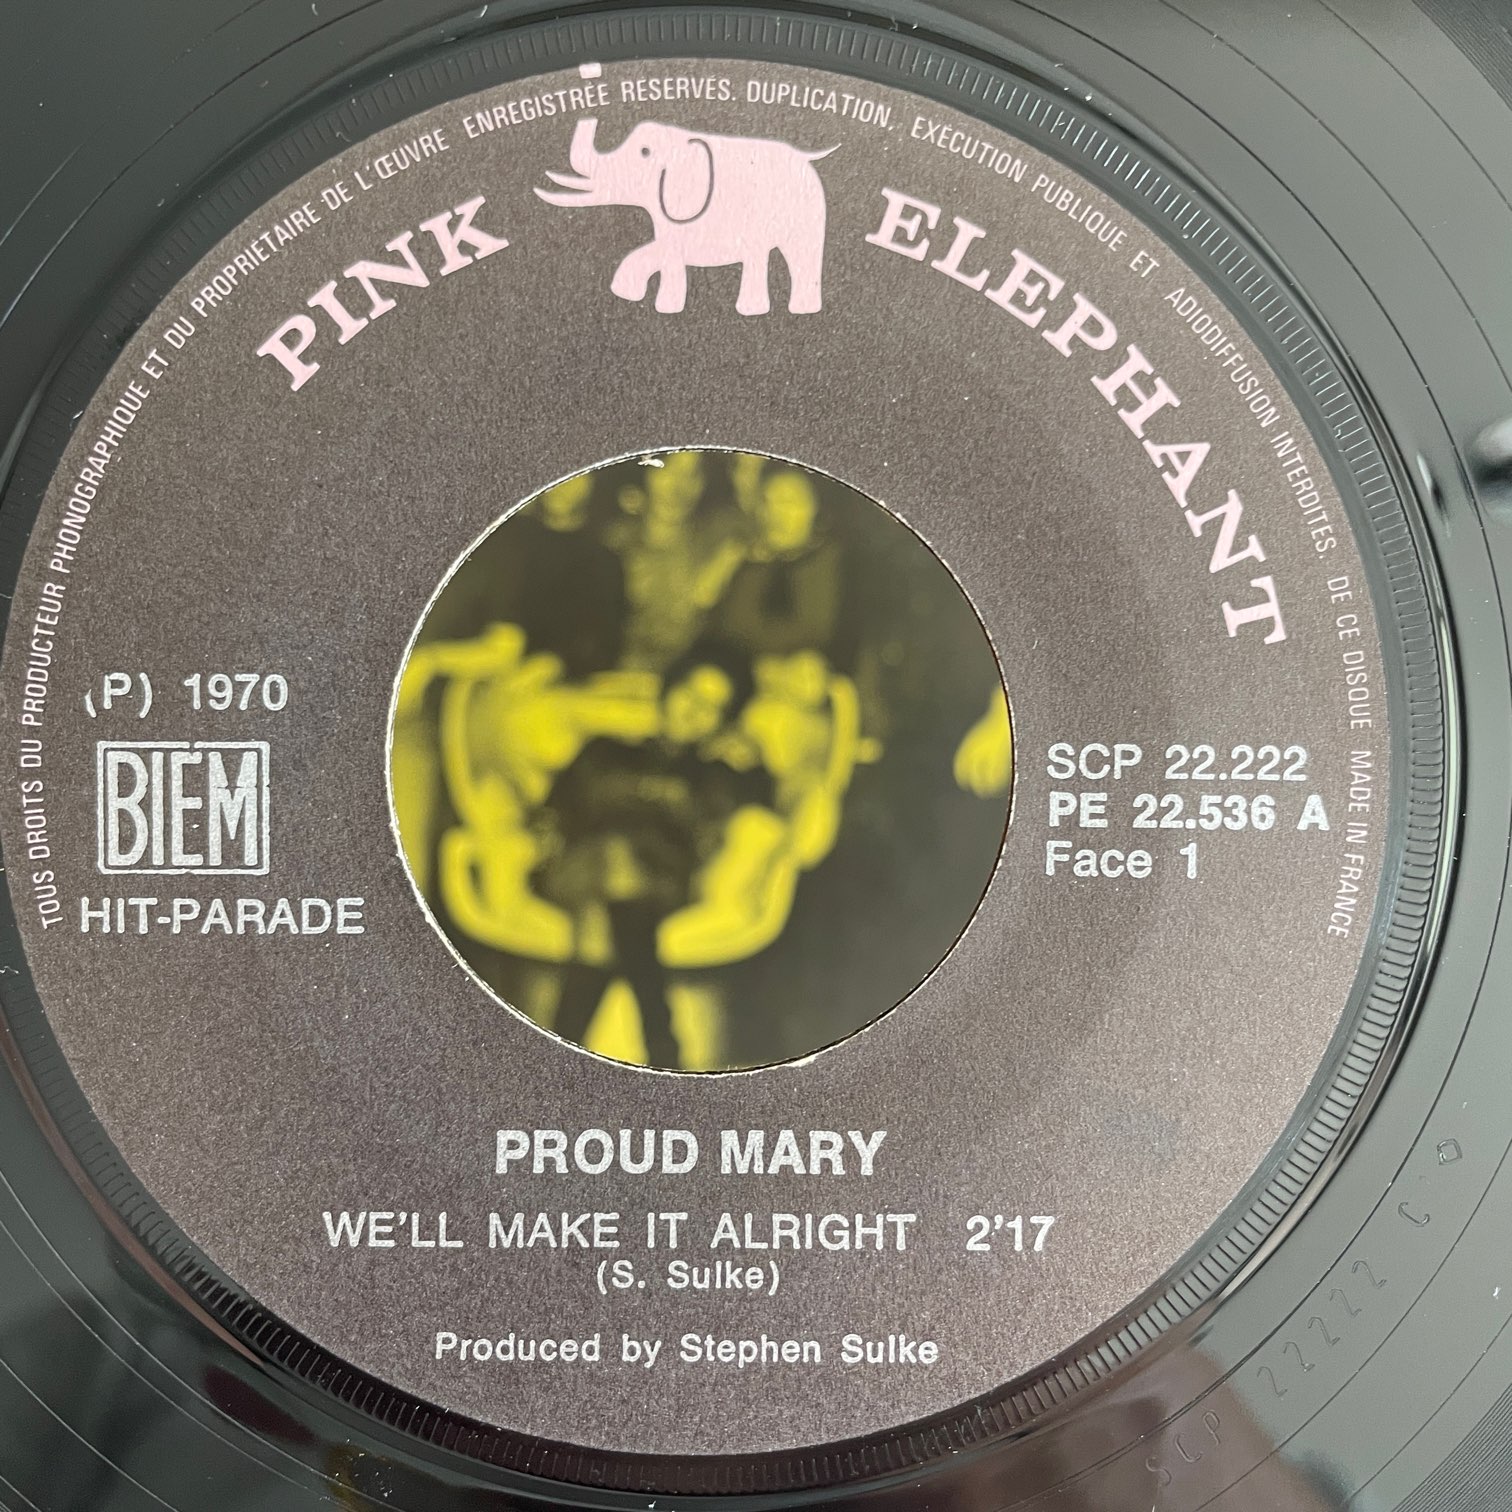 TOUS DROITS DU PRODUCTEUR PHONOGRAPHIQUE ET DU PROPRIÉTAIRE DE L'ŒUVRE ENREGISTRÉE RÉSERVÉS. DUPLICATION, EXÉCUTION PUBLIQUE ET ADIODIFFUSION INTERDITES. DE CE DISQUE MADE IN FRANCE
PINK ELEPHANT
(P) 1970
BIEM
HIT-PARADE
SCP 22.222
PE 22.536 A
Face 1
PROUD MARY
WE'LL MAKE IT ALRIGHT 2'17
(S. Sulke)
Produced by Stephen Sulke
SCP 22222